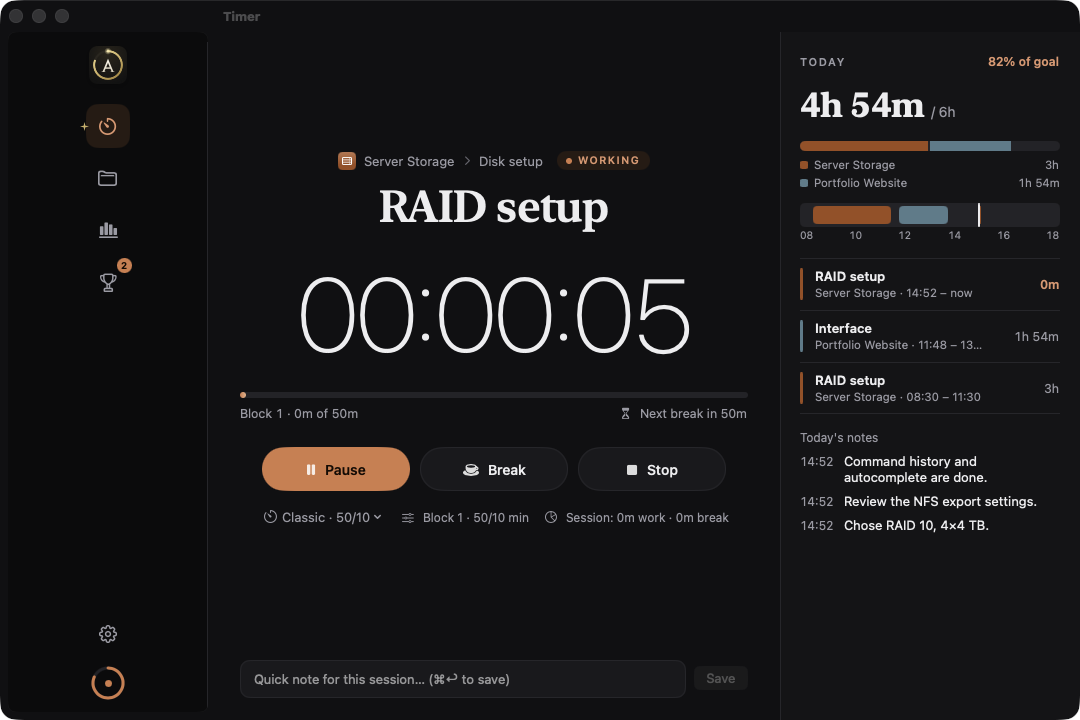 Timer
A
2
Server Storage > Disk setup WORKING
RAID setup
00:00:05
Block 1 · 0m of 50m
Next break in 50m
Pause
Break
Stop
Classic · 50/10
Block 1 · 50/10 min
Session: 0m work · 0m break
Quick note for this session... (⌘↩ to save)
Save
TODAY
82% of goal
4h 54m / 6h
Server Storage 3h
Portfolio Website 1h 54m
08 10 12 14 16 18
RAID setup
Server Storage · 14:52 – now
0m
Interface
Portfolio Website · 11:48 – 13...
1h 54m
RAID setup
Server Storage · 08:30 – 11:30
3h
Today's notes
14:52 Command history and
autocomplete are done.
14:52 Review the NFS export settings.
14:52 Chose RAID 10, 4×4 TB.